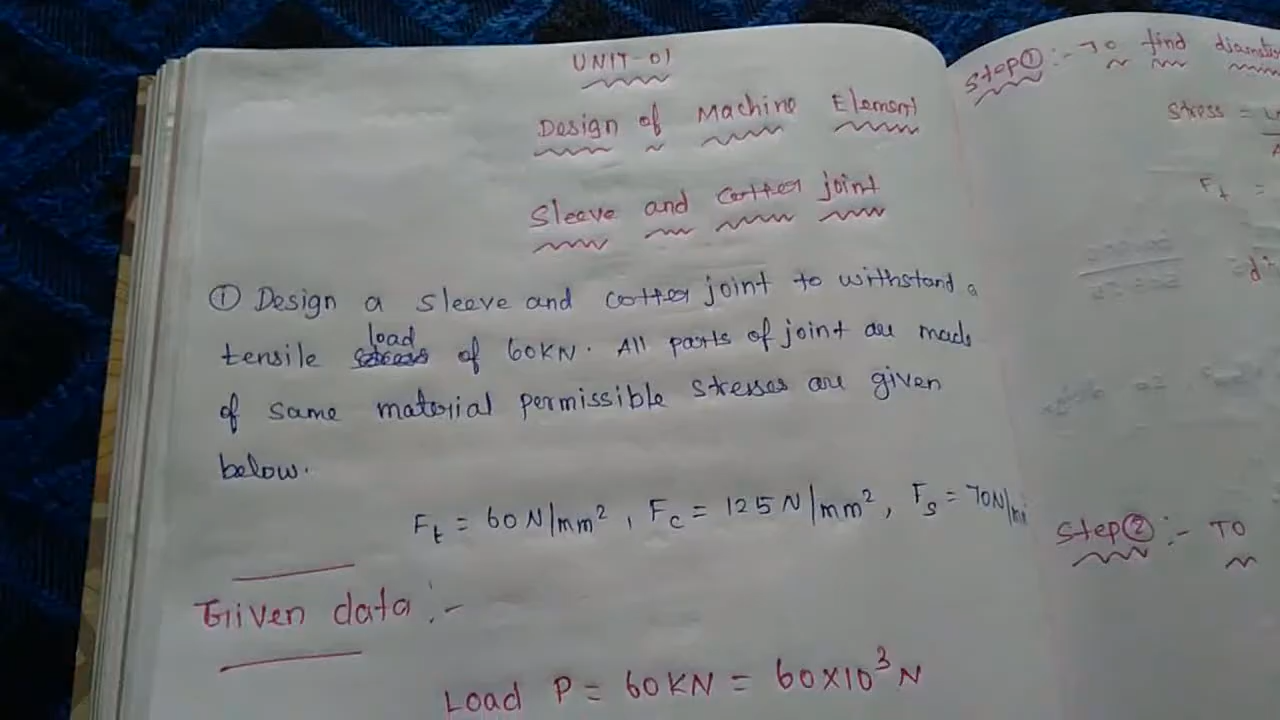 UNIT-01
Design of Machine Element
Sleeve and cotter joint
① Design a sleeve and cotter joint to withstand a
tensile load of 60KN. All parts of joint are made
of same material permissible stresses are given
below.
Ft = 60 N/mm², Fc = 125 N/mm², Fs = 70N/
Given data :-
Load P = 60KN = 60×10³ N
Step① :- To find
Stress =
Ft =
Step② :- TO